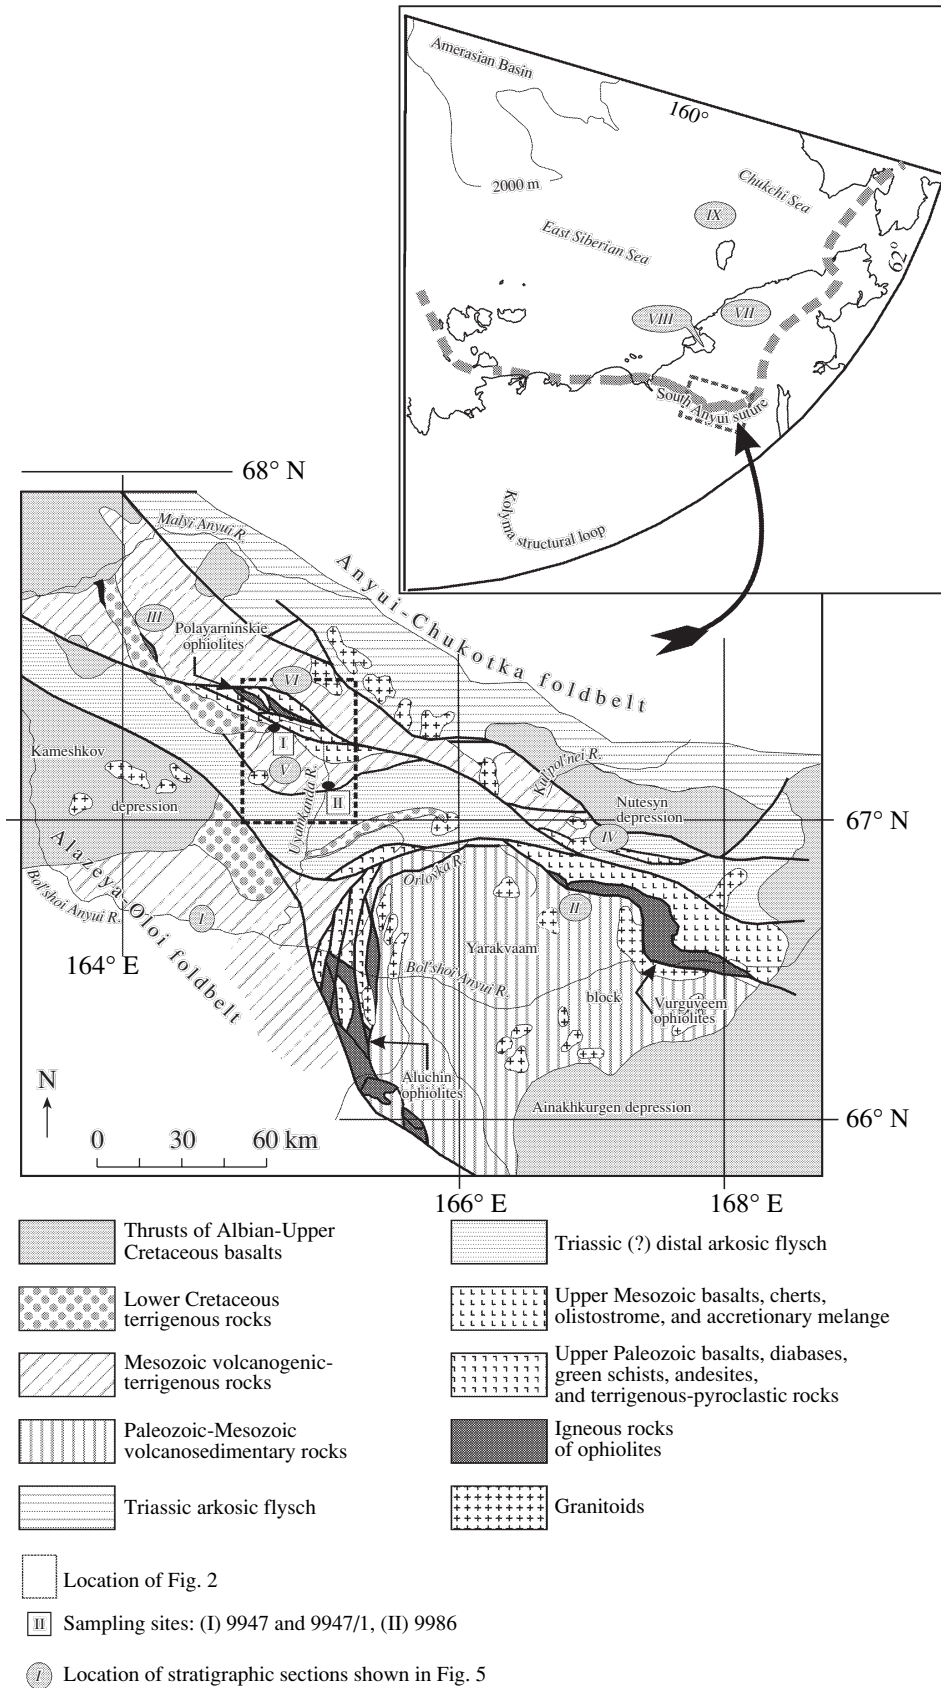 Amerasian Basin
160°
2000 m
Chukchi Sea
IX
East Siberian Sea
62°
VIII
VII
South Anyui suture
Kolyma structural loop
68° N
Malyi Anyui R.
Anyui-Chukotka foldbelt
III
Polayarninskie
ophiolites
VI
I
Kameshkov
depression
V
II
Uyamkanda R.
Nutesyn
depression
67° N
IV
Alazeya-Oloi foldbelt
Bol'shoi Anyui R.
Orlovka R.
I
II
Yarakvaam
164° E
Bol'shoi Anyui R.
block
Vurguveem
ophiolites
N
Aluchin
ophiolites
Ainakhkurgen depression
66° N
0 30 60 km
166° E
168° E
Thrusts of Albian-Upper
Cretaceous basalts
Lower Cretaceous
terrigenous rocks
Mesozoic volcanogenic-
terrigenous rocks
Paleozoic-Mesozoic
volcanosedimentary rocks
Triassic arkosic flysch
Triassic (?) distal arkosic flysch
Upper Mesozoic basalts, cherts,
olistostrome, and accretionary melange
Upper Paleozoic basalts, diabases,
green schists, andesites,
and terrigenous-pyroclastic rocks
Igneous rocks
of ophiolites
Granitoids
Location of Fig. 2
II Sampling sites: (I) 9947 and 9947/1, (II) 9986
I Location of stratigraphic sections shown in Fig. 5